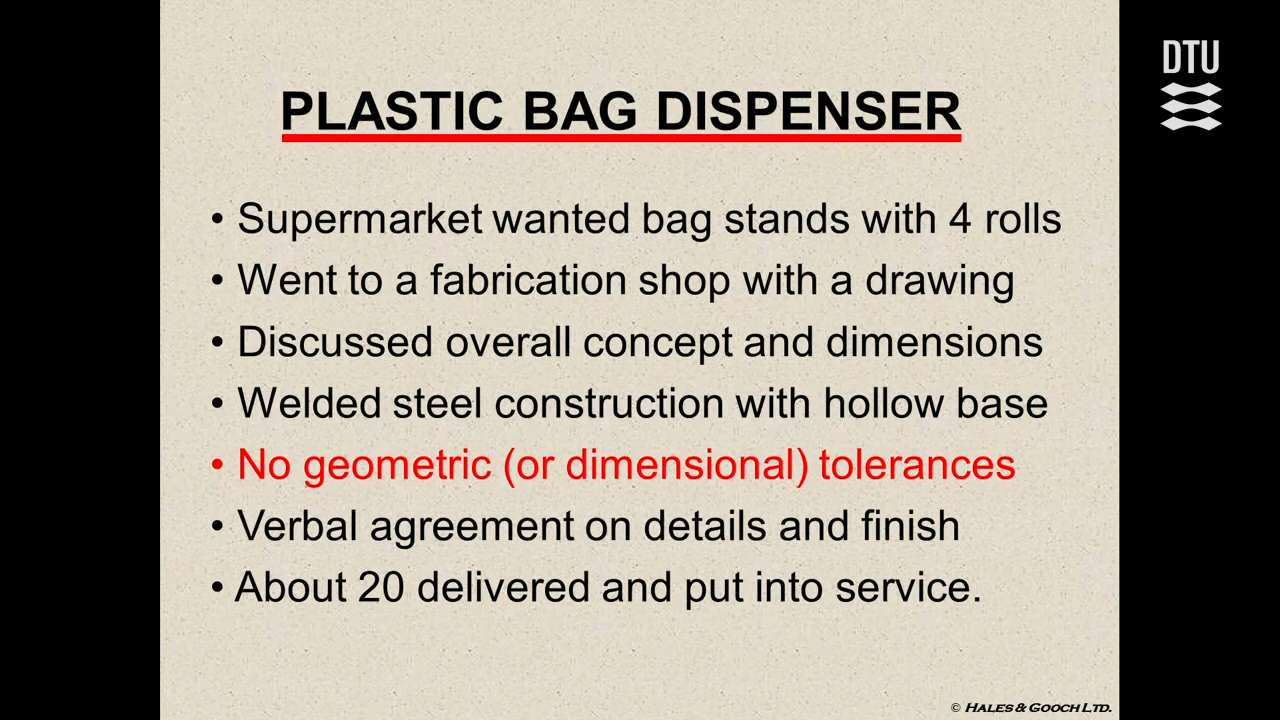 DTU
PLASTIC BAG DISPENSER
• Supermarket wanted bag stands with 4 rolls
• Went to a fabrication shop with a drawing
• Discussed overall concept and dimensions
• Welded steel construction with hollow base
• No geometric (or dimensional) tolerances
• Verbal agreement on details and finish
• About 20 delivered and put into service.
© HALES & GOOCH LTD.